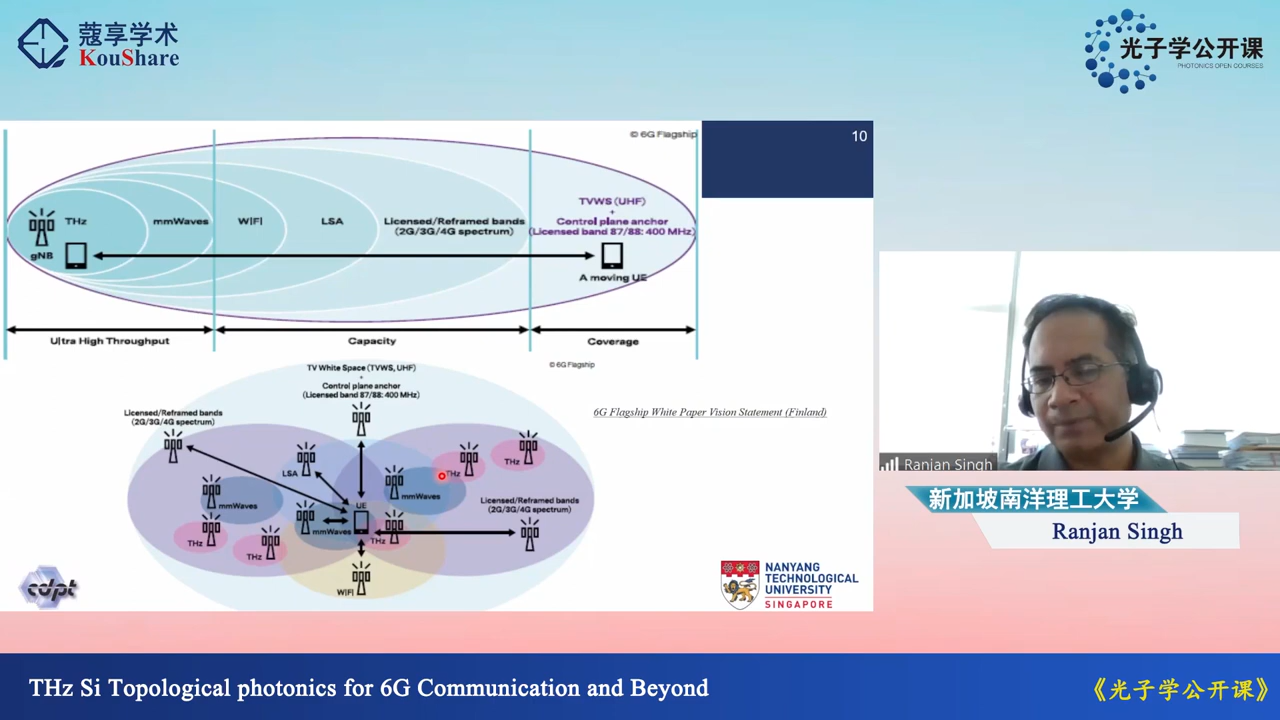 蔻享学术
KouShare
光子学公开课
PHOTONICS OPEN COURSES
10
© 6G Flagship
THz
mmWaves
WIFI
LSA
Licensed/Reframed bands
(2G/3G/4G spectrum)
TVWS (UHF)
+
Control plane anchor
(Licensed band 87/88: 400 MHz)
gNB
A moving UE
Ultra High Throughput
Capacity
Coverage
© 6G Flagship
TV White Space (TVWS, UHF)
+
Control plane anchor
(Licensed band 87/88: 400 MHz)
Licensed/Reframed bands
(2G/3G/4G spectrum)
6G Flagship White Paper Vision Statement (Finland)
LSA
THz
THz
mmWaves
mmWaves
UE
Licensed/Reframed bands
(2G/3G/4G spectrum)
mmWaves
THz
THz
THz
WIFI
cdpt
NANYANG
TECHNOLOGICAL
UNIVERSITY
SINGAPORE
Ranjan Singh
新加坡南洋理工大学
Ranjan Singh
THz Si Topological photonics for 6G Communication and Beyond
《光子学公开课》